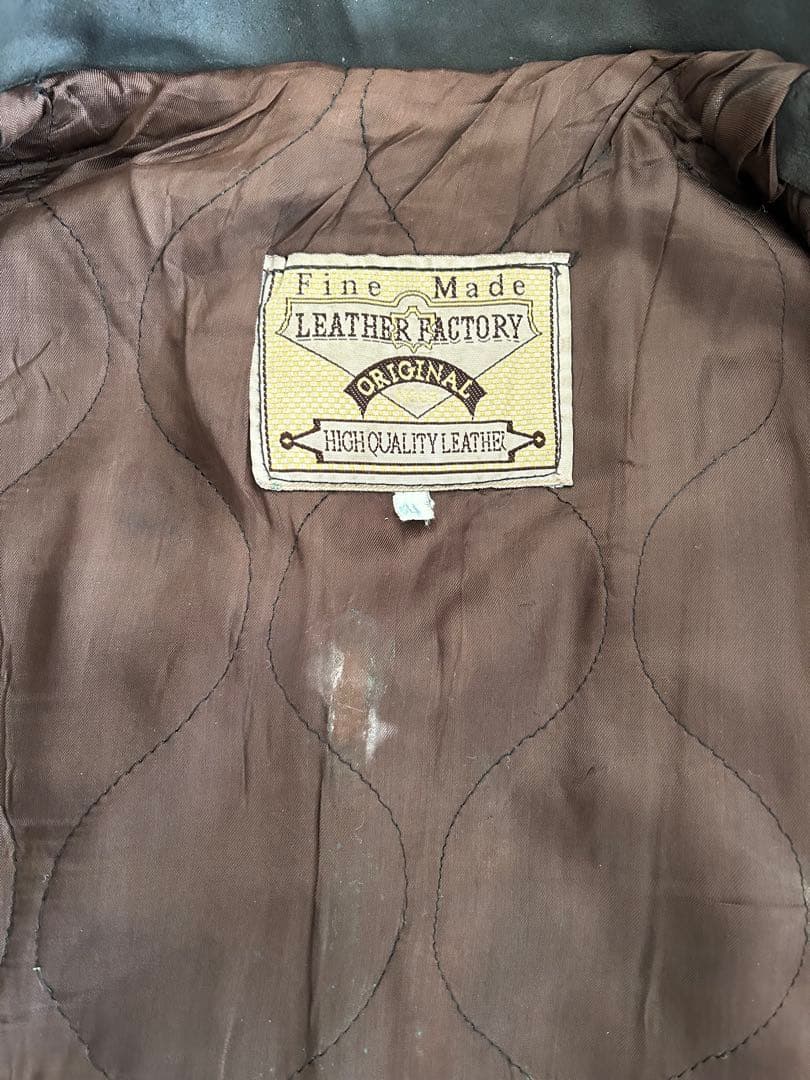 Fine Made
LEATHER FACTORY
ORIGINAL
HIGH QUALITY LEATHER